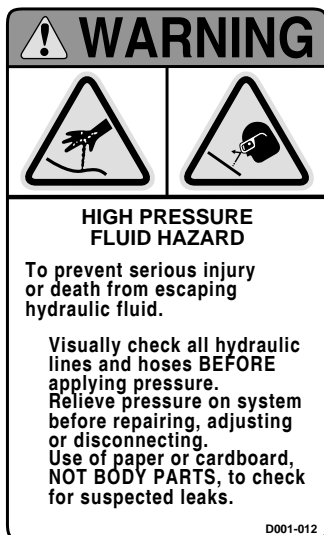 WARNING
HIGH PRESSURE
FLUID HAZARD
To prevent serious injury
or death from escaping
hydraulic fluid.
Visually check all hydraulic
lines and hoses BEFORE
applying pressure.
Relieve pressure on system
before repairing, adjusting
or disconnecting.
Use of paper or cardboard,
NOT BODY PARTS, to check
for suspected leaks.
D001-012